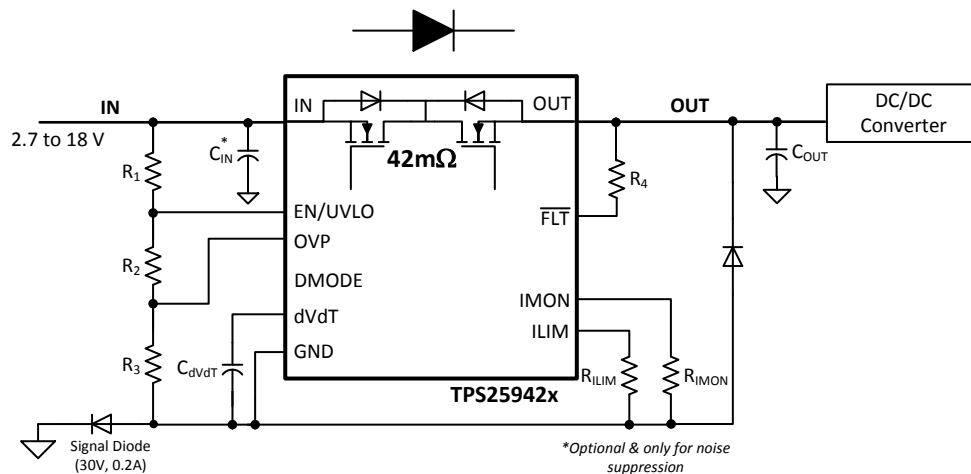 IN
2.7 to 18 V
R1
CIN*
R2
R3
CdVdT
IN
OUT
42mΩ
EN/UVLO
OVP
DMODE
dVdT
GND
FLT
IMON
ILIM
TPS25942x
OUT
R4
COUT
DC/DC
Converter
RILIM
RIMON
Signal Diode
(30V, 0.2A)
*Optional & only for noise
suppression